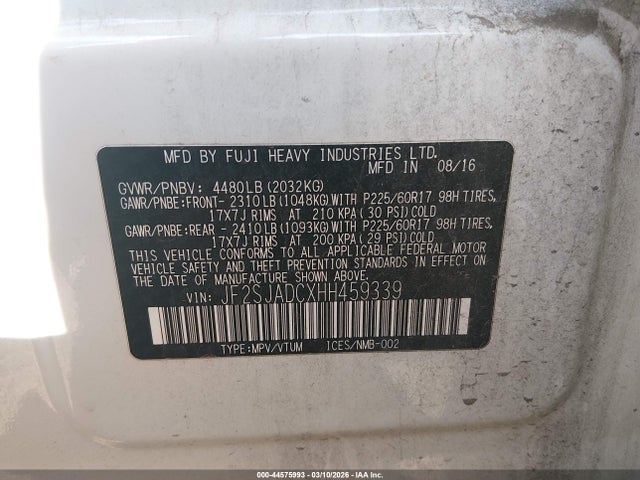 MFD BY FUJI HEAVY INDUSTRIES LTD.
MFD IN 08/16
GVWR/PNBV: 4480LB(2032KG)
GAWR/PNBE:FRONT- 2310LB(1048KG)WITH P225/60R17 98H TIRES,
17X7J RIMS AT 210 KPA(30 PSI)COLD
GAWR/PNBE:REAR - 2410LB(1093KG)WITH P225/60R17 98H TIRES,
17X7J RIMS AT 200 KPA(29 PSI)COLD
THIS VEHICLE CONFORMS TO ALL APPLICABLE FEDERAL MOTOR
VEHICLE SAFETY AND THEFT PREVENTION STANDARDS IN EFFECT ON
THE DATE OF MANUFACTURE SHOWN ABOVE.
VIN: JF2SJADCXHH459339
TYPE:MPV/VTUM ICES/NMB-002
000-44575993 - 03/10/2026 - IAA Inc.